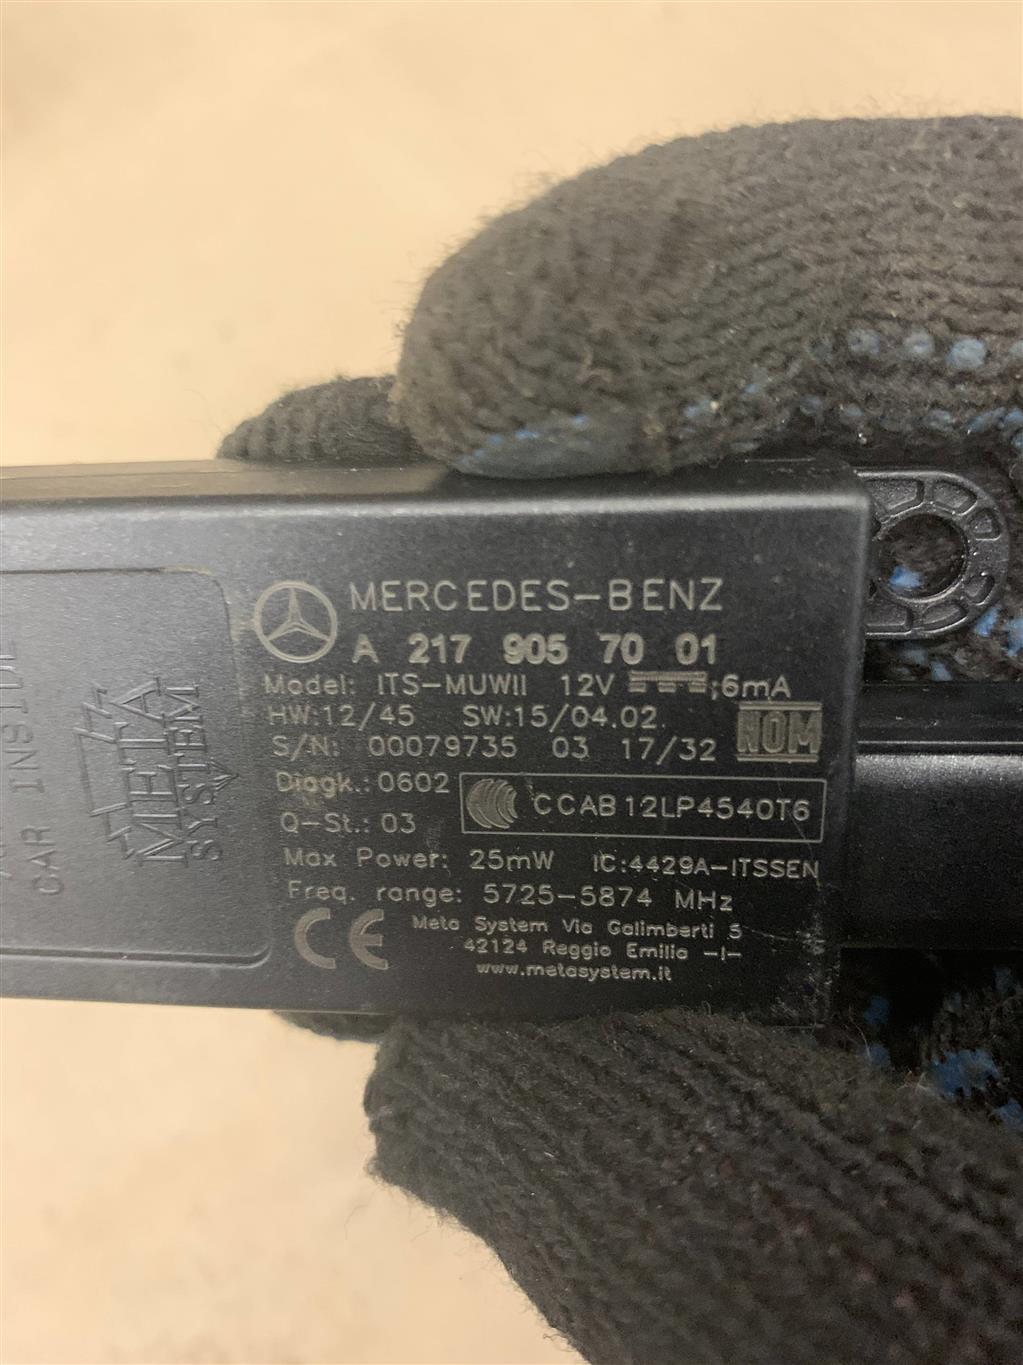 MERCEDES-BENZ
A 217 905 70 01
Model: ITS-MUWII 12V ;6mA
HW:12/45 SW:15/04.02.
S/N: 00079735 03 17/32
NOM
Diagk.:0602
CCAB12LP4540T6
Q-St.: 03
Max Power: 25mW IC:4429A-ITSSEN
Freq. range: 5725-5874 MHz
CE
Meta System Via Galimberti 5
42124 Reggio Emilia -I-
www.metasystem.it
META
SYSTEM
CAR INSIDE